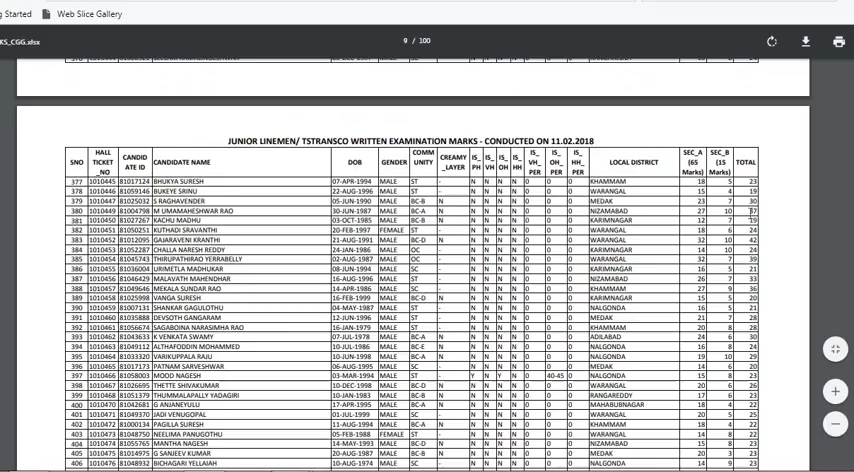 g Started Web Slice Gallery
KS_CGG.xlsx 9 / 100
JUNIOR LINEMEN/ TSTRANSCO WRITTEN EXAMINATION MARKS - CONDUCTED ON 11.02.2018
SNO HALL TICKET_NO CANDIDATE ID CANDIDATE NAME DOB GENDER COMMUNITY CREAMY_LAYER IS_PH IS_VH IS_OH IS_HH IS_VH_PER IS_OH_PER IS_HH_PER LOCAL DISTRICT SEC_A (65 Marks) SEC_B (15 Marks) TOTAL
377 1010445 81017124 BHUKYA SURESH 07-APR-1994 MALE ST - N N N N 0 0 0 KHAMMAM 18 5 23
378 1010446 81059146 BUKEYE SRINU 22-AUG-1996 MALE ST - N N N N 0 0 0 WARANGAL 15 4 19
379 1010447 81025032 S RAGHAVENDER 05-JUN-1990 MALE BC-B N N N N N 0 0 0 MEDAK 23 7 30
380 1010449 81004798 M UMAMAHESHWAR RAO 30-JUN-1987 MALE BC-A N N N N N 0 0 0 NIZAMABAD 27 10 37
381 1010450 81027267 KACHU MADHU 03-OCT-1985 MALE BC-B N N N N N 0 0 0 KARIMNAGAR 12 7 19
382 1010451 81050251 KUTHADI SRAVANTHI 20-FEB-1997 FEMALE ST - N N N N 0 0 0 WARANGAL 18 6 24
383 1010452 81012095 GAJARAVENI KRANTHI 21-AUG-1991 MALE BC-D N N N N N 0 0 0 WARANGAL 32 10 42
384 1010453 81052287 CHALLA NARESH REDDY 24-JAN-1986 MALE OC - N N N N 0 0 0 KARIMNAGAR 14 10 24
385 1010454 81045743 THIRUPATHIRAO YERRABELLY 02-AUG-1987 MALE OC - N N N N 0 0 0 WARANGAL 32 7 39
386 1010455 81036004 URIMETLA MADHUKAR 08-JUN-1994 MALE SC - N N N N 0 0 0 KARIMNAGAR 16 5 21
387 1010456 81046429 MALAVATH MAHENDHAR 16-AUG-1996 MALE ST - N N N N 0 0 0 NIZAMABAD 26 7 33
388 1010457 81049646 MEKALA SUNDAR RAO 14-APR-1986 MALE SC - N N N N 0 0 0 KHAMMAM 27 9 36
389 1010458 81025998 VANGA SURESH 16-FEB-1999 MALE BC-D N N N N N 0 0 0 KARIMNAGAR 15 5 20
390 1010459 81007131 SHANKAR GAGULOTHU 04-MAY-1987 MALE ST - N N N N 0 0 0 NALGONDA 16 5 21
391 1010460 81035888 DEVSOTH GANGARAM 12-JUN-1996 MALE ST - N N N N 0 0 0 MEDAK 21 7 28
392 1010461 81056674 SAGABOINA NARASIMHA RAO 16-JAN-1979 MALE ST - N N N N 0 0 0 KHAMMAM 20 8 28
393 1010462 81043633 K VENKATA SWAMY 07-JUL-1978 MALE BC-A N N N N N 0 0 0 ADILABAD 24 6 30
394 1010463 81049112 ALTHAFODDIN MOHAMMED 10-JUL-1986 MALE BC-E N N N N N 0 0 0 NALGONDA 16 8 24
395 1010464 81033320 VARIKUPPALA RAJU 10-JUN-1998 MALE BC-A N N N N N 0 0 0 NALGONDA 19 10 29
396 1010465 81017173 PATNAM SARVESHWAR 06-AUG-1995 MALE SC - N N N N 0 0 0 MEDAK 14 6 20
397 1010466 81058003 MOOD NAGESH 03-MAR-1994 MALE ST - Y N Y N 0 40-45 0 NALGONDA 15 8 23
398 1010467 81026695 THETTE SHIVAKUMAR 10-DEC-1998 MALE BC-D N N N N N 0 0 0 WARANGAL 20 6 26
399 1010468 81051379 THUMMALAPALLY YADAGIRI 10-JAN-1983 MALE BC-B N N N N N 0 0 0 RANGAREDDY 17 6 23
400 1010470 81042681 G ANJANEYULU 17-APR-1995 MALE BC-A N N N N N 0 0 0 MAHABUBNAGAR 18 4 22
401 1010471 81049370 JADI VENUGOPAL 01-JUL-1999 MALE SC - N N N N 0 0 0 WARANGAL 20 5 25
402 1010472 81000134 PAGILLA SURESH 11-AUG-1994 MALE BC-A N N N N N 0 0 0 KHAMMAM 18 4 22
403 1010473 81048750 NEELIMA PANUGOTHU 05-FEB-1988 FEMALE ST - N N N N 0 0 0 WARANGAL 14 8 22
404 1010474 81055765 MANTHA NAGESH 14-MAY-1993 MALE BC-D N N N N N 0 0 0 NALGONDA 15 8 23
405 1010475 81014975 G SANJEEV KUMAR 20-AUG-1987 MALE BC-B N N N N N 0 0 0 MEDAK 20 3 23
406 1010476 81048932 BICHAGARI YELLAIAH 10-AUG-1974 MALE SC - N N N N 0 0 0 NALGONDA 14 9 23